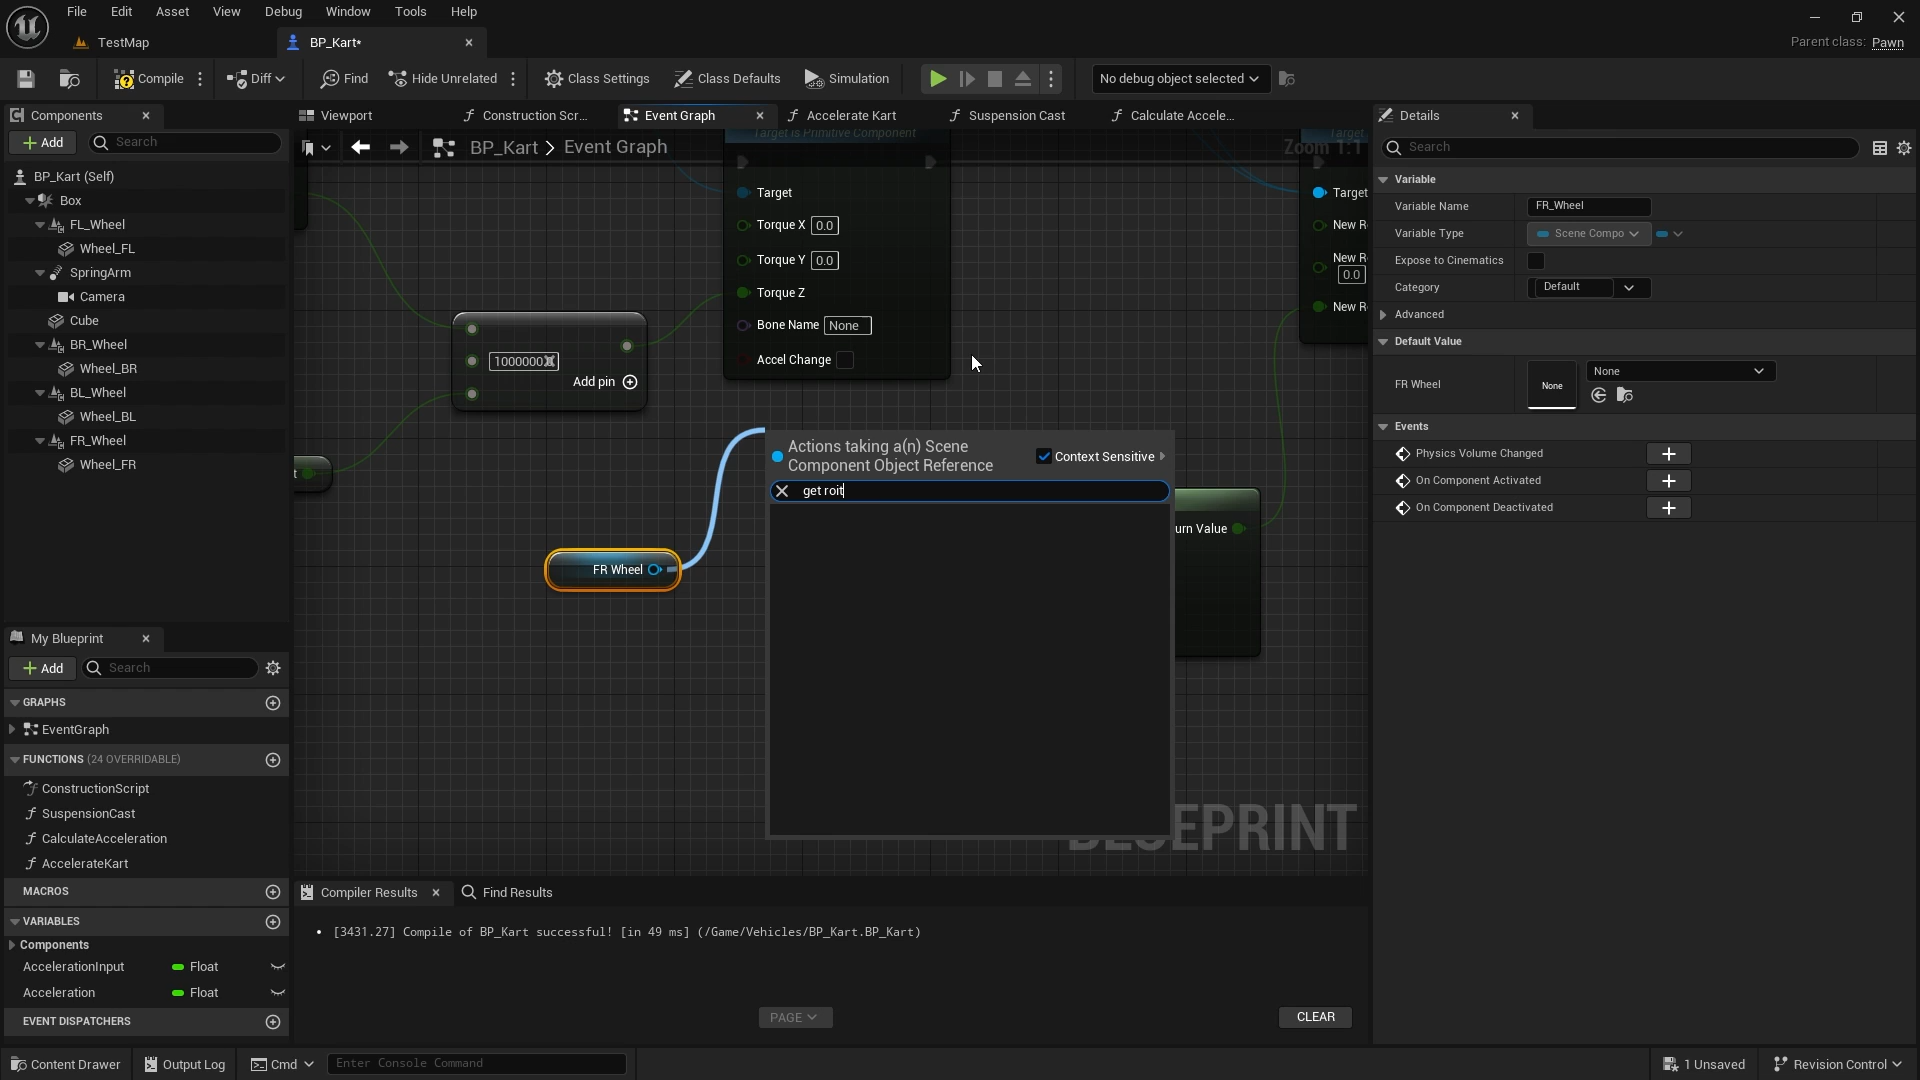 File Edit Asset View Debug Window Tools Help
TestMap
BP_Kart*
Parent class: Pawn
Compile
Diff
Find
Hide Unrelated
Class Settings
Class Defaults
Simulation
No debug object selected
Components
Add
Search
BP_Kart (Self)
Box
FL_Wheel
Wheel_FL
SpringArm
Camera
Cube
BR_Wheel
Wheel_BR
BL_Wheel
Wheel_BL
FR_Wheel
Wheel_FR
My Blueprint
Add
Search
GRAPHS
EventGraph
FUNCTIONS (24 OVERRIDABLE)
ConstructionScript
SuspensionCast
CalculateAcceleration
AccelerateKart
MACROS
VARIABLES
Components
AccelerationInput Float
Acceleration Float
EVENT DISPATCHERS
Viewport
Construction Scr...
Event Graph
Accelerate Kart
Suspension Cast
Calculate Accele...
BP_Kart > Event Graph
Zoom 1:1
Target is Primitive Component
Target
Torque X 0.0
Torque Y 0.0
Torque Z
Bone Name None
Accel Change
Add pin
FR Wheel
Target
Target
New R
New R
0.0
New R
urn Value
Actions taking a(n) Scene
Component Object Reference
Context Sensitive
get roit
EPRINT
Compiler Results
Find Results
• [3431.27] Compile of BP_Kart successful! [in 49 ms] (/Game/Vehicles/BP_Kart.BP_Kart)
PAGE
CLEAR
Details
Search
Variable
Variable Name FR_Wheel
Variable Type Scene Compo
Expose to Cinematics
Category Default
Advanced
Default Value
FR Wheel None None
Events
Physics Volume Changed
On Component Activated
On Component Deactivated
Content Drawer
Output Log
Cmd
Enter Console Command
1 Unsaved
Revision Control